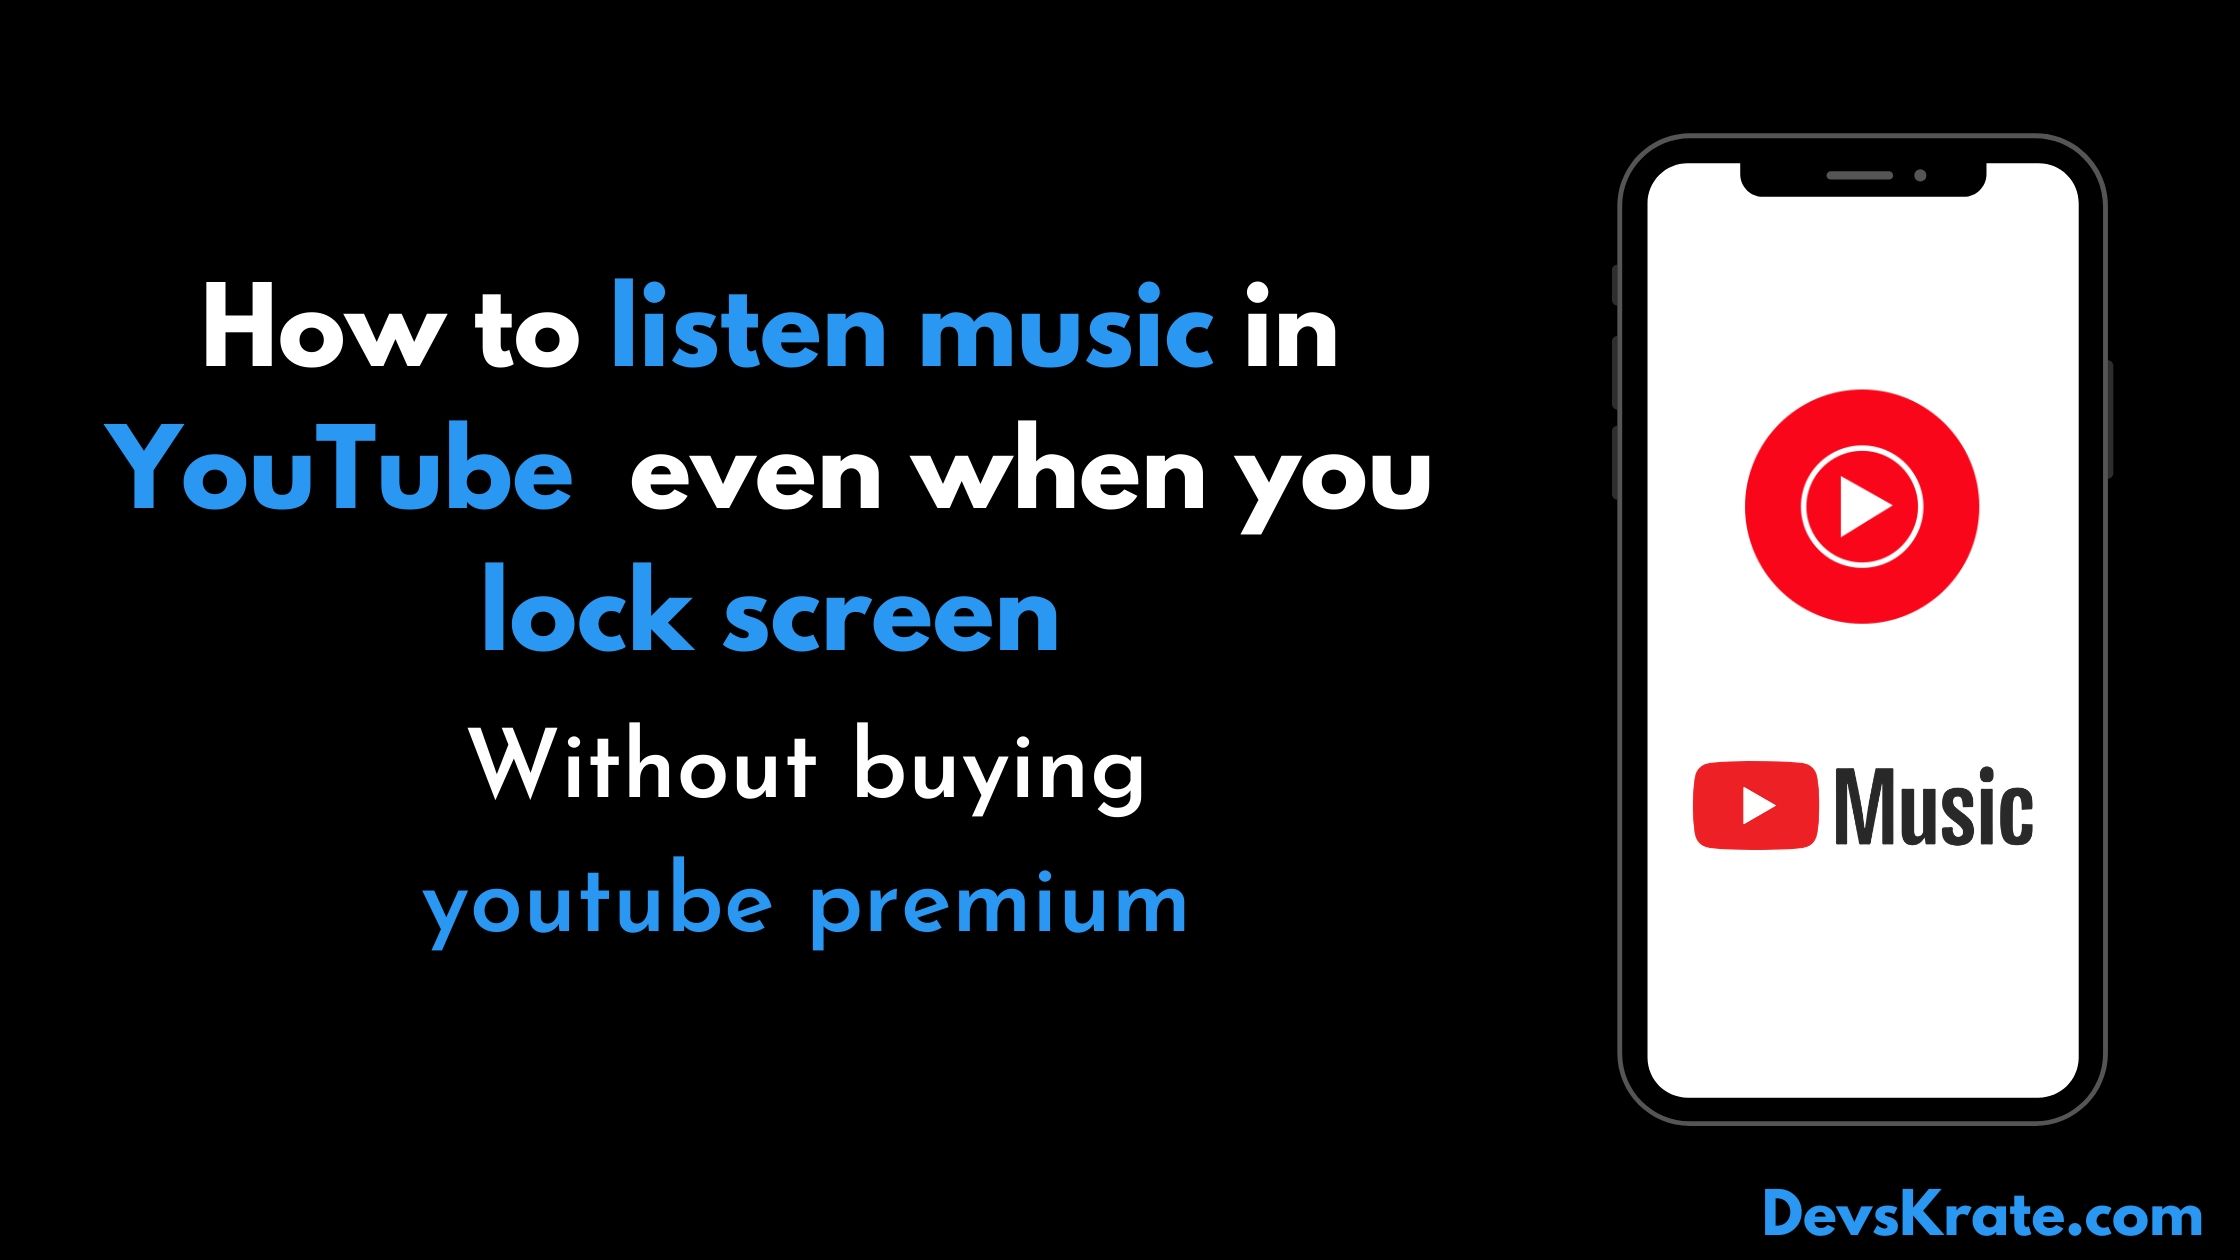 How to listen music in
YouTube  even when you
lock screen
Without buying
youtube premium
Music
DevsKrate.com